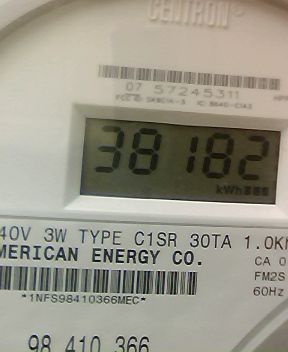 CENTRON®
07 57245311
38182
kWh
40V 3W TYPE C1SR 30TA 1.0K
MERICAN ENERGY CO.
CA 0
FM2S
60Hz
*1NFS98410366MEC*
98 410 366